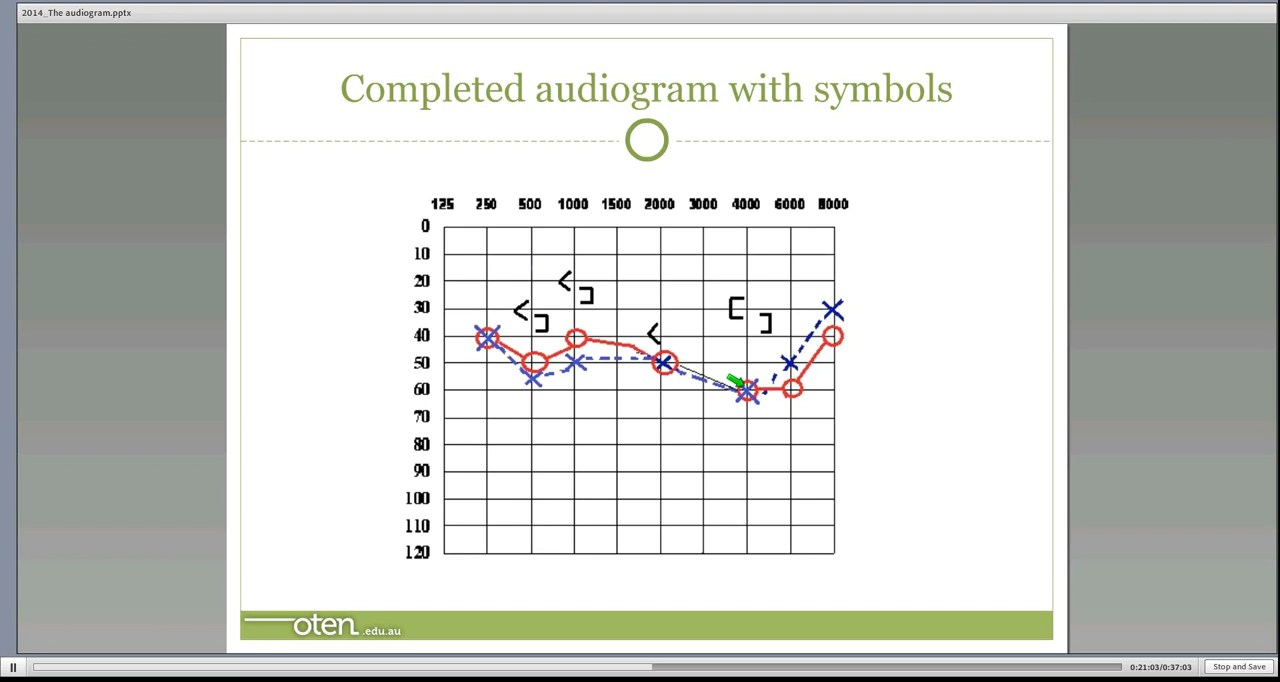 2014_The audiogram.pptx
Completed audiogram with symbols
125 250 500 1000 1500 2000 3000 4000 6000 8000
0
10
20
30
40
50
60
70
80
90
100
110
120
oten.edu.au
0:21:03/0:37:03
Stop and Save